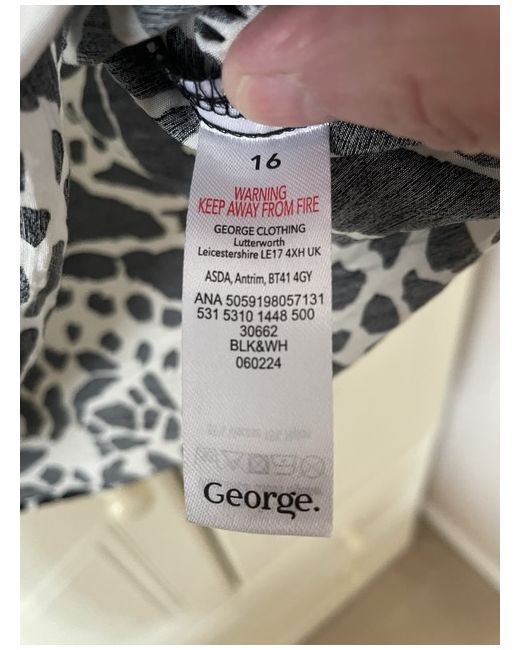 16
WARNING
KEEP AWAY FROM FIRE
GEORGE CLOTHING
Lutterworth
Leicestershire LE17 4XH UK
ASDA, Antrim, BT41 4GY
ANA 5059198057131
531 5310 1448 500
30662
BLK&WH
060224
George.